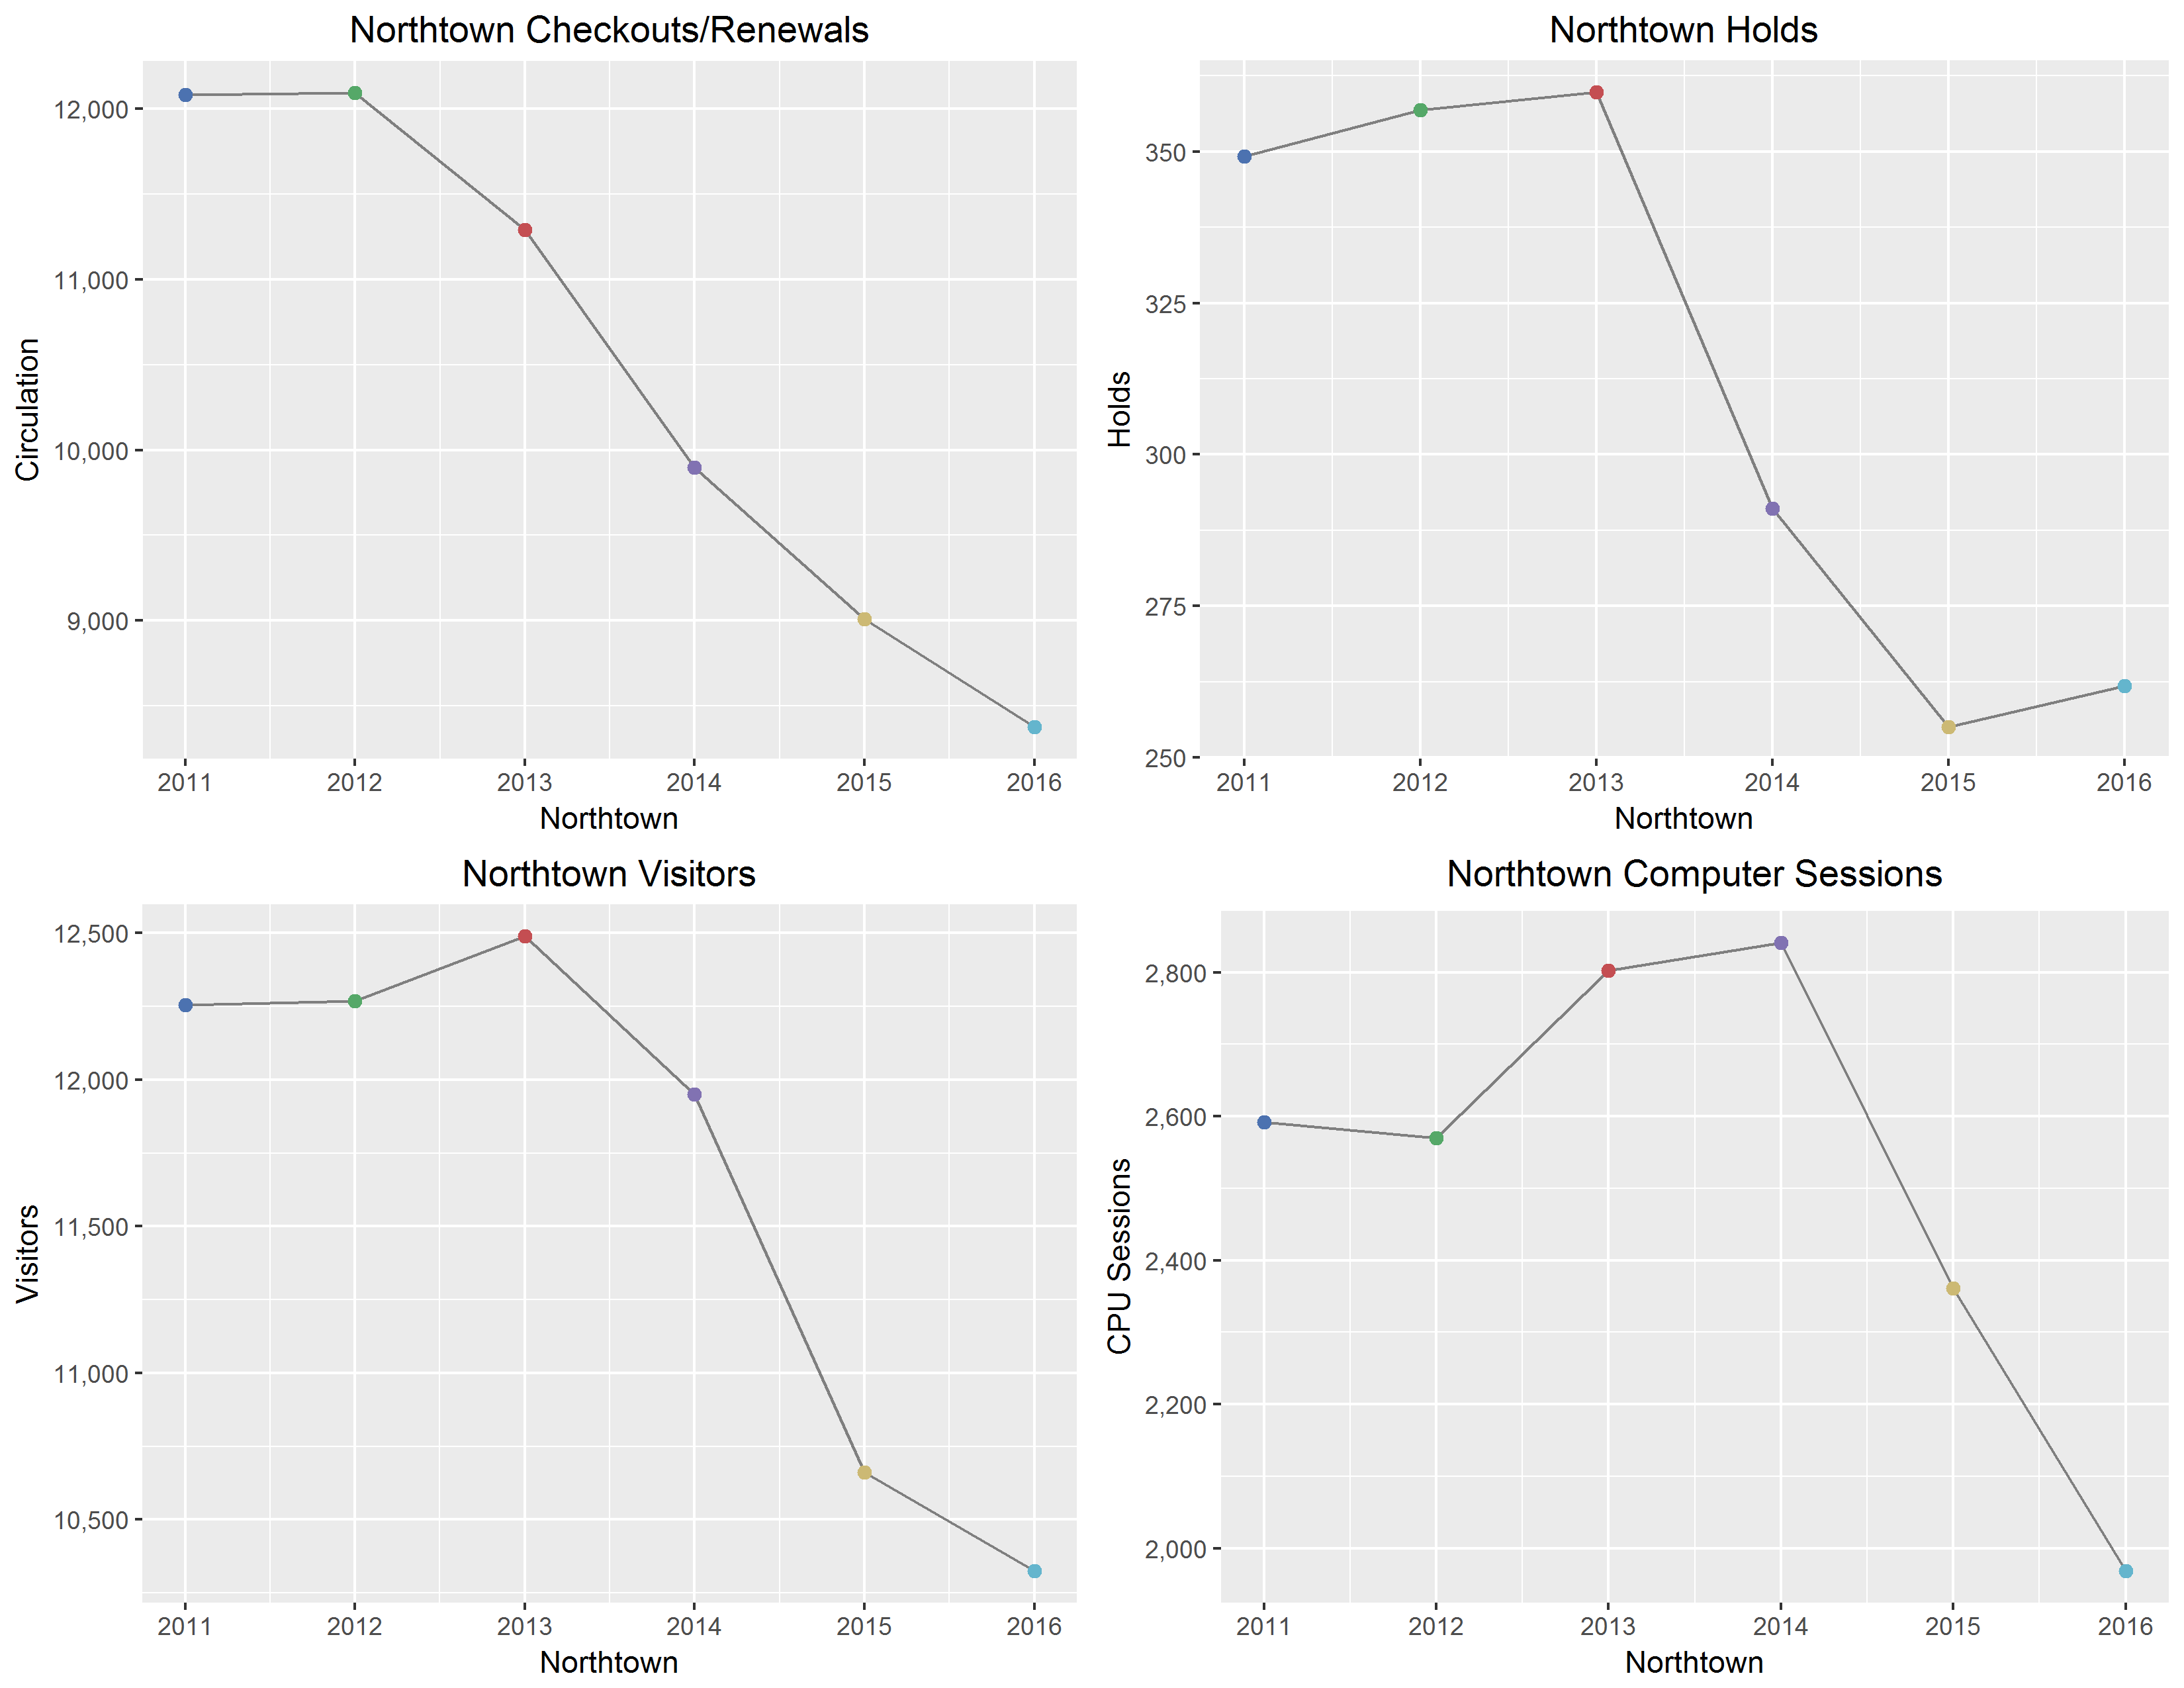 Northtown Checkouts/Renewals
Circulation
12,000
11,000
10,000
9,000
2011 2012 2013 2014 2015 2016
Northtown
Northtown Holds
Holds
350
325
300
275
250
2011 2012 2013 2014 2015 2016
Northtown
Northtown Visitors
Visitors
12,500
12,000
11,500
11,000
10,500
2011 2012 2013 2014 2015 2016
Northtown
Northtown Computer Sessions
CPU Sessions
2,800
2,600
2,400
2,200
2,000
2011 2012 2013 2014 2015 2016
Northtown